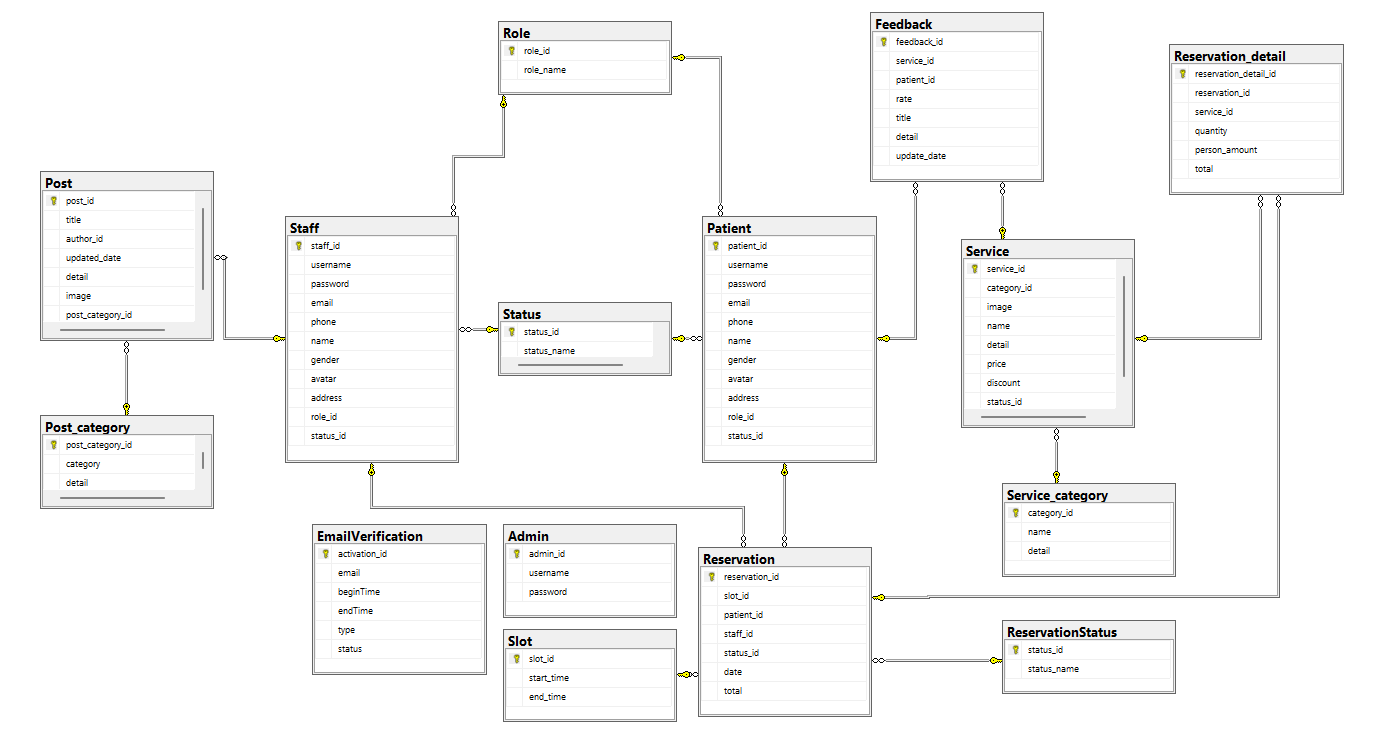 Role
role_id
role_name
Feedback
feedback_id
service_id
patient_id
rate
title
detail
update_date
Reservation_detail
reservation_detail_id
reservation_id
service_id
quantity
person_amount
total
Post
post_id
title
author_id
updated_date
detail
image
post_category_id
Staff
staff_id
username
password
email
phone
name
gender
avatar
address
role_id
status_id
Status
status_id
status_name
Patient
patient_id
username
password
email
phone
name
gender
avatar
address
role_id
status_id
Service
service_id
category_id
image
name
detail
price
discount
status_id
Post_category
post_category_id
category
detail
Service_category
category_id
name
detail
EmailVerification
activation_id
email
beginTime
endTime
type
status
Admin
admin_id
username
password
Slot
slot_id
start_time
end_time
Reservation
reservation_id
slot_id
patient_id
staff_id
status_id
date
total
ReservationStatus
status_id
status_name